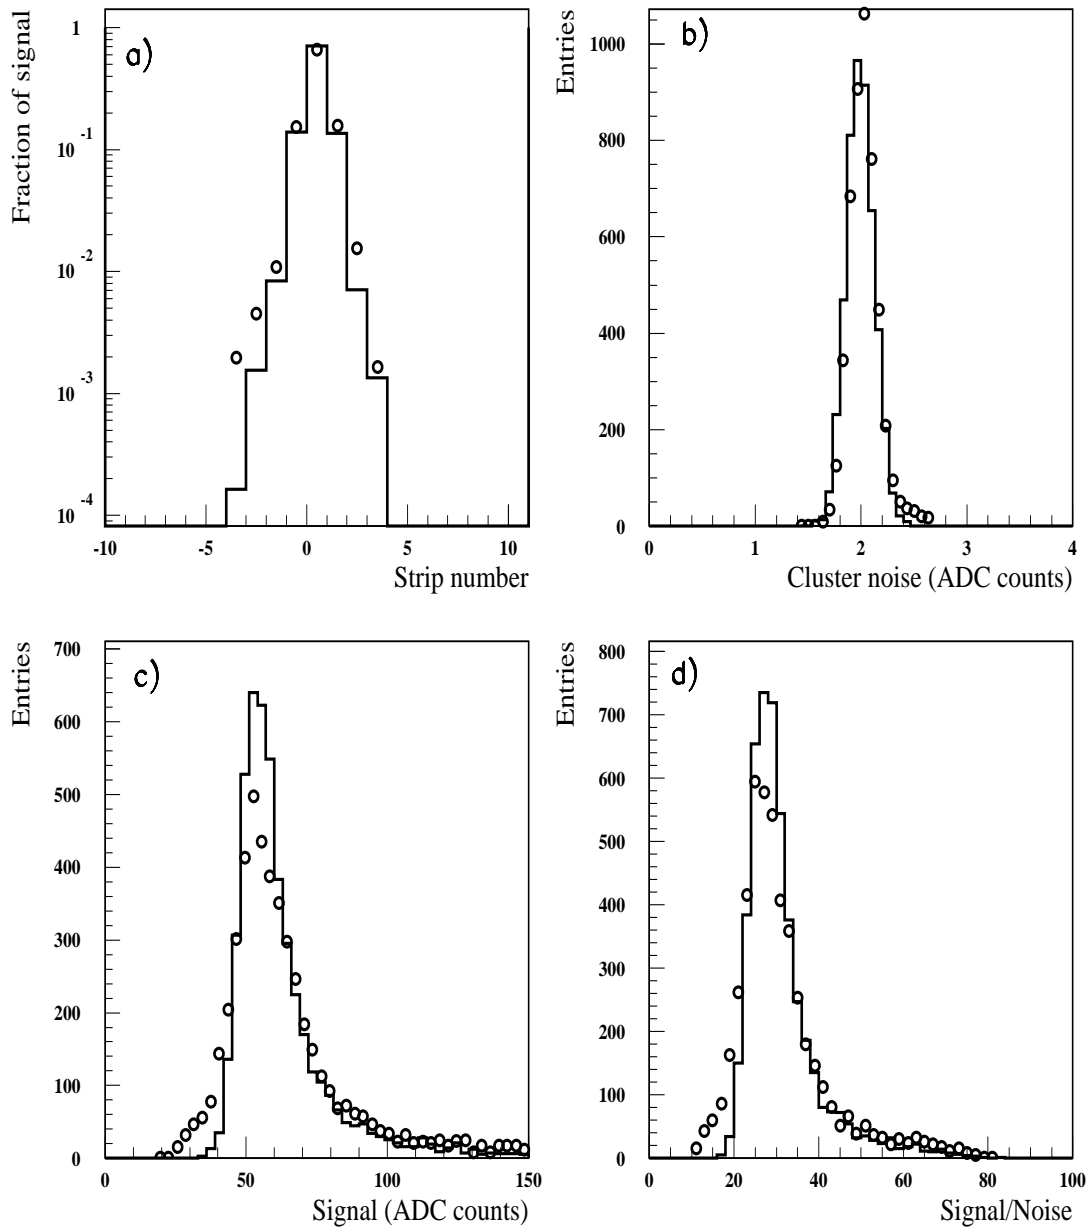 a)
Fraction of signal
1
10 -1
10 -2
10 -3
10 -4
-10 -5 0 5 10
Strip number
b)
Entries
1000
800
600
400
200
0
0 1 2 3 4
Cluster noise (ADC counts)
c)
Entries
700
600
500
400
300
200
100
0
0 50 100 150
Signal (ADC counts)
d)
Entries
800
700
600
500
400
300
200
100
0
0 20 40 60 80 100
Signal/Noise